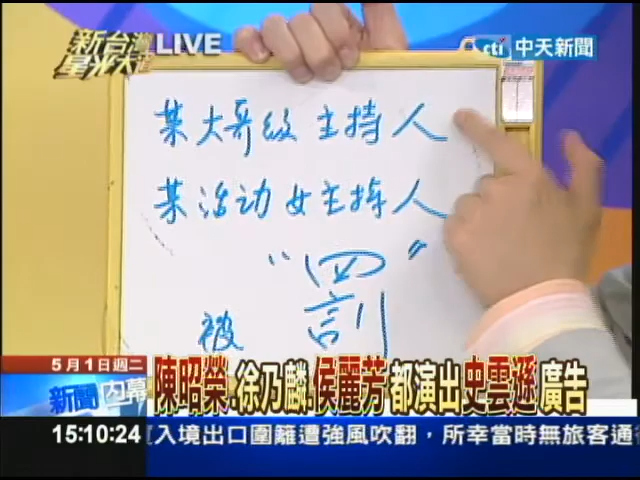 新台灣
星光大道
LIVE
cti 中天新聞
某大哥级 主持人
某活动 女主持人
被 "罰"
5月1日週二
新聞內幕
陳昭榮.徐乃麟.侯麗芳都演出史雲遜廣告
15:10:24
入境出口圍籬遭強風吹翻，所幸當時無旅客通